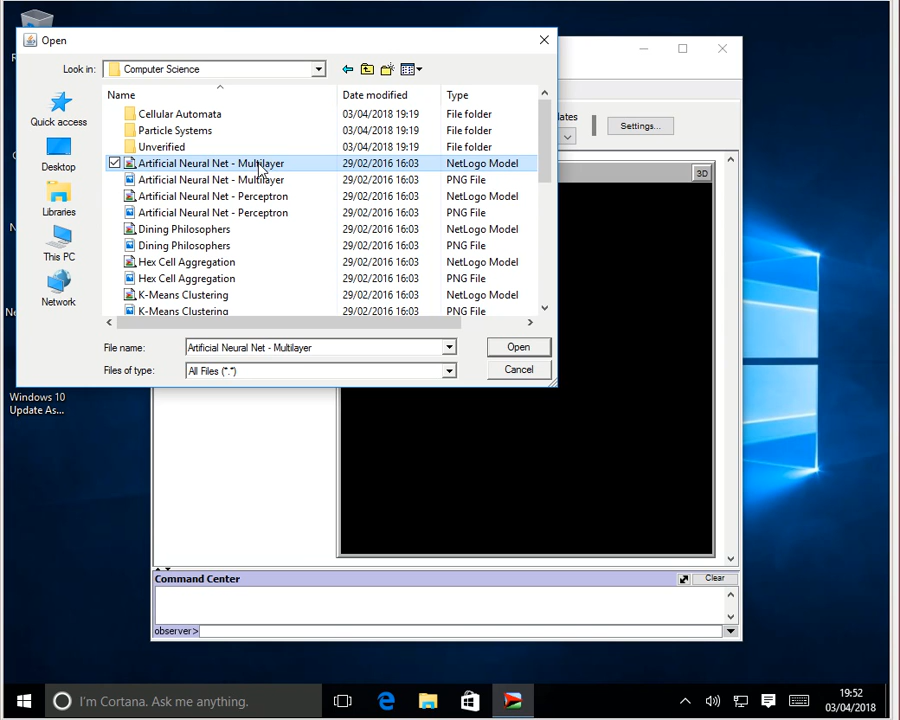 Open
Look in:
Computer Science
Name
Date modified
Type
Cellular Automata 03/04/2018 19:19 File folder
Particle Systems 03/04/2018 19:19 File folder
Unverified 03/04/2018 19:19 File folder
Artificial Neural Net - Multilayer 29/02/2016 16:03 NetLogo Model
Artificial Neural Net - Multilayer 29/02/2016 16:03 PNG File
Artificial Neural Net - Perceptron 29/02/2016 16:03 NetLogo Model
Artificial Neural Net - Perceptron 29/02/2016 16:03 PNG File
Dining Philosophers 29/02/2016 16:03 NetLogo Model
Dining Philosophers 29/02/2016 16:03 PNG File
Hex Cell Aggregation 29/02/2016 16:03 NetLogo Model
Hex Cell Aggregation 29/02/2016 16:03 PNG File
K-Means Clustering 29/02/2016 16:03 NetLogo Model
K-Means Clustering 29/02/2016 16:03 PNG File
Quick access
Desktop
Libraries
This PC
Network
File name: Artificial Neural Net - Multilayer
Open
Files of type: All Files (*.*)
Cancel
Settings...
3D
Windows 10
Update As...
Command Center
Clear
observer>
I'm Cortana. Ask me anything.
19:52
03/04/2018